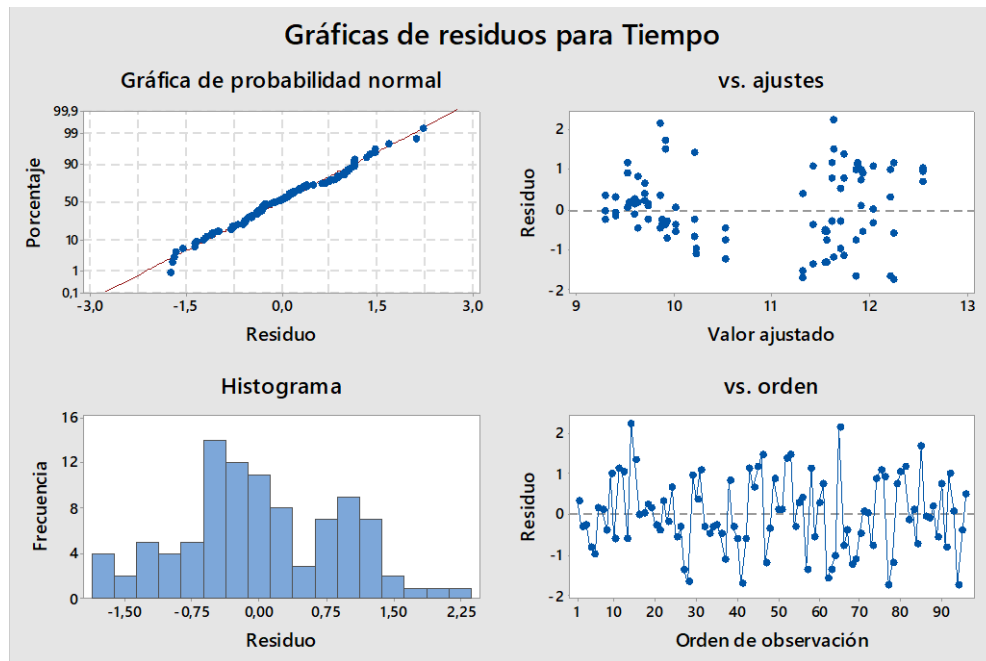 Gráficas de residuos para Tiempo
Gráfica de probabilidad normal
99,9
99
90
50
10
1
0,1
Porcentaje
-3,0 -1,5 0,0 1,5 3,0
Residuo
vs. ajustes
2
1
0
-1
-2
Residuo
9 10 11 12 13
Valor ajustado
Histograma
16
12
8
4
0
Frecuencia
-1,50 -0,75 0,00 0,75 1,50 2,25
Residuo
vs. orden
2
1
0
-1
-2
Residuo
1 10 20 30 40 50 60 70 80 90
Orden de observación